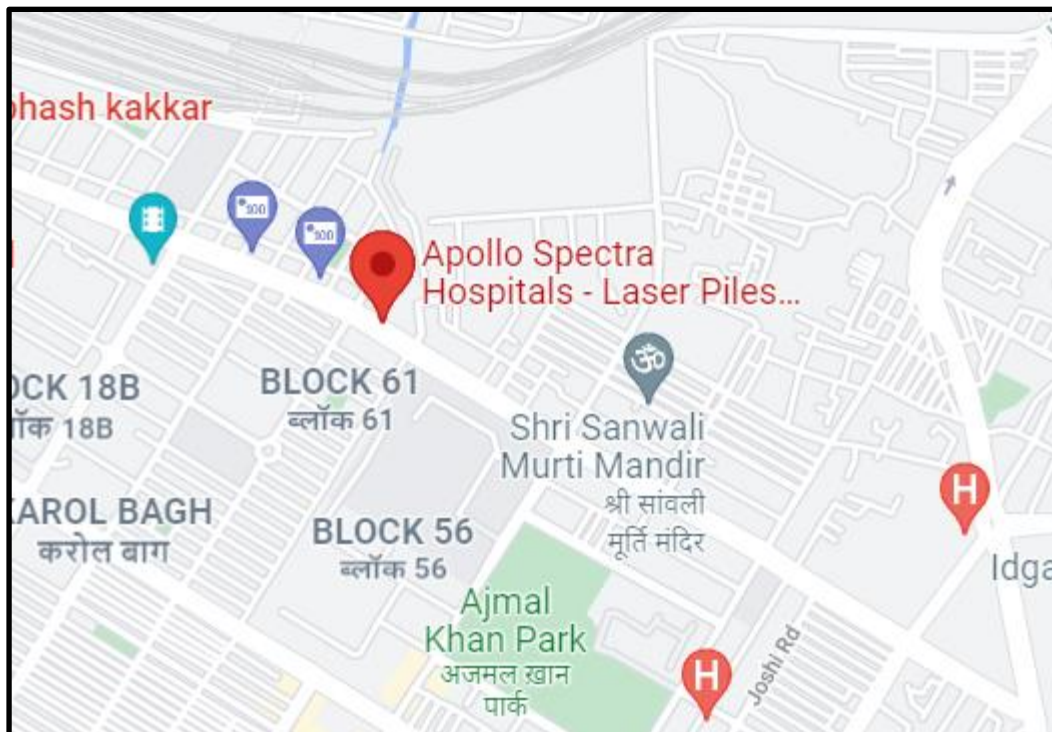 phash kakkar
Apollo Spectra
Hospitals - Laser Piles...
OCK 18B
ॉक 18B
BLOCK 61
ब्लॉक 61
Shri Sanwali
Murti Mandir
श्री सांवली
मूर्ति मंदिर
H
Idga
KAROL BAGH
करोल बाग
BLOCK 56
ब्लॉक 56
Ajmal
Khan Park
अजमल ख़ान
पार्क
H
Joshi Rd